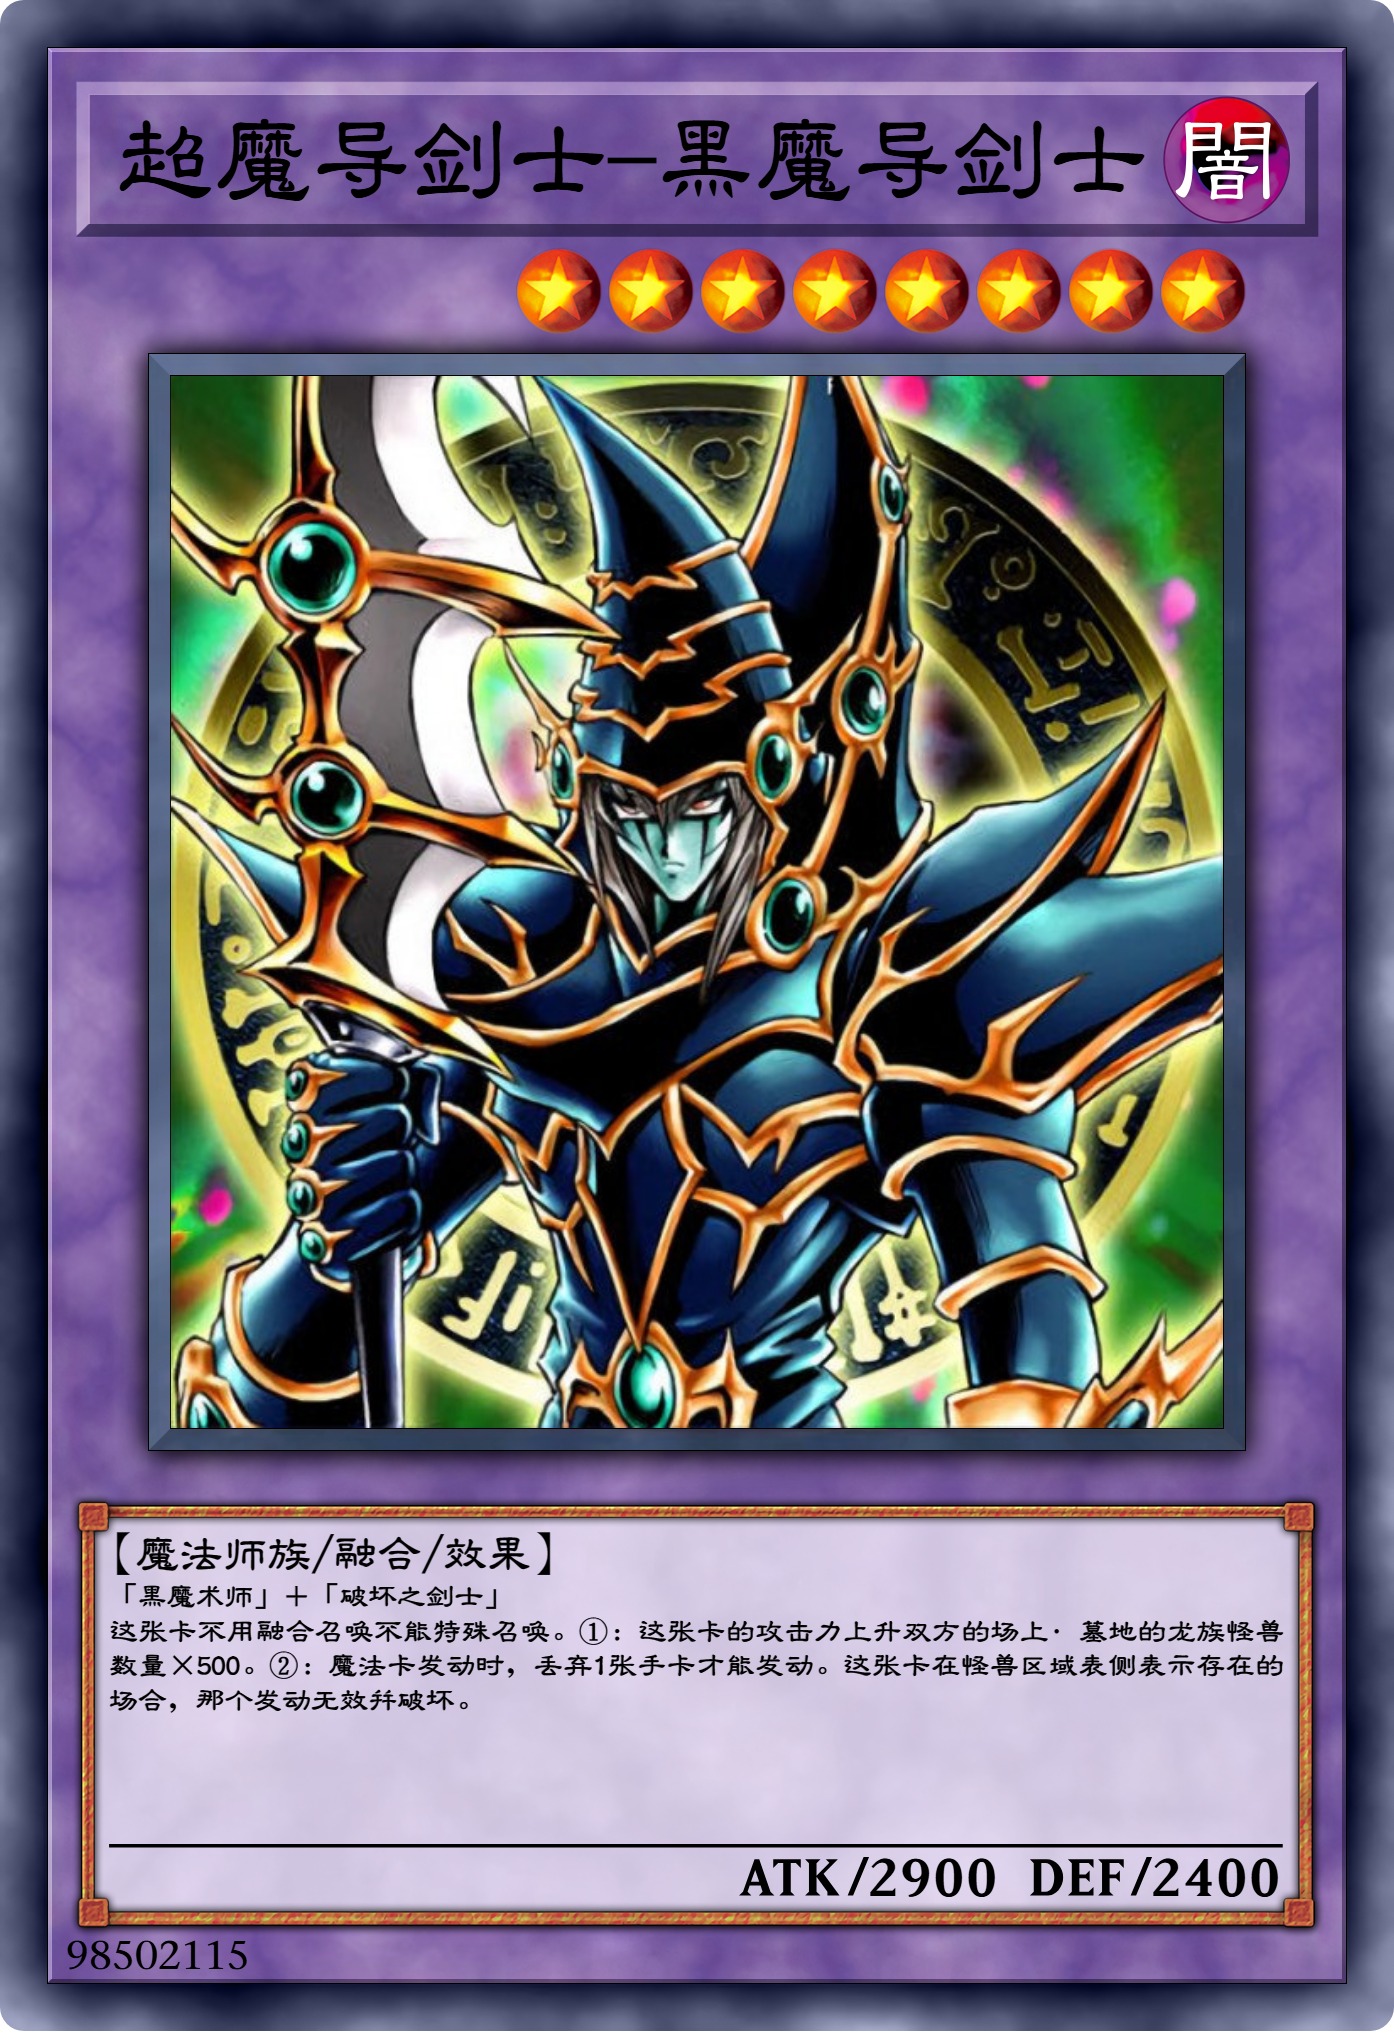 超魔导剑士-黑魔导剑士
闇
【魔法师族/融合/效果】
「黑魔术师」＋「破坏之剑士」
这张卡不用融合召唤不能特殊召唤。①：这张卡的攻击力上升双方的场上·墓地的龙族怪兽
数量×500。②：魔法卡发动时，丢弃1张手卡才能发动。这张卡在怪兽区域表侧表示存在的
场合，那个发动无效并破坏。
ATK/2900 DEF/2400
98502115